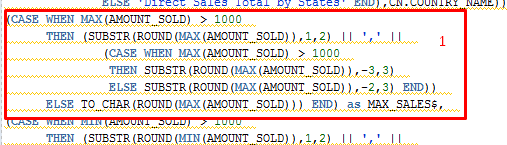 ELSE 'Direct Sales Total by States' END),CN.COUNTRY_NAME))
(CASE WHEN MAX(AMOUNT_SOLD) > 1000
THEN (SUBSTR(ROUND(MAX(AMOUNT_SOLD)),1,2) || ',' ||
(CASE WHEN MAX(AMOUNT_SOLD) > 1000
THEN SUBSTR(ROUND(MAX(AMOUNT_SOLD)),-3,3)
ELSE SUBSTR(ROUND(MAX(AMOUNT_SOLD)),-2,3) END))
ELSE TO_CHAR(ROUND(MAX(AMOUNT_SOLD))) END) as MAX_SALES$,
(CASE WHEN MIN(AMOUNT_SOLD) > 1000
THEN (SUBSTR(ROUND(MIN(AMOUNT_SOLD)),1,2) || ',' ||
1